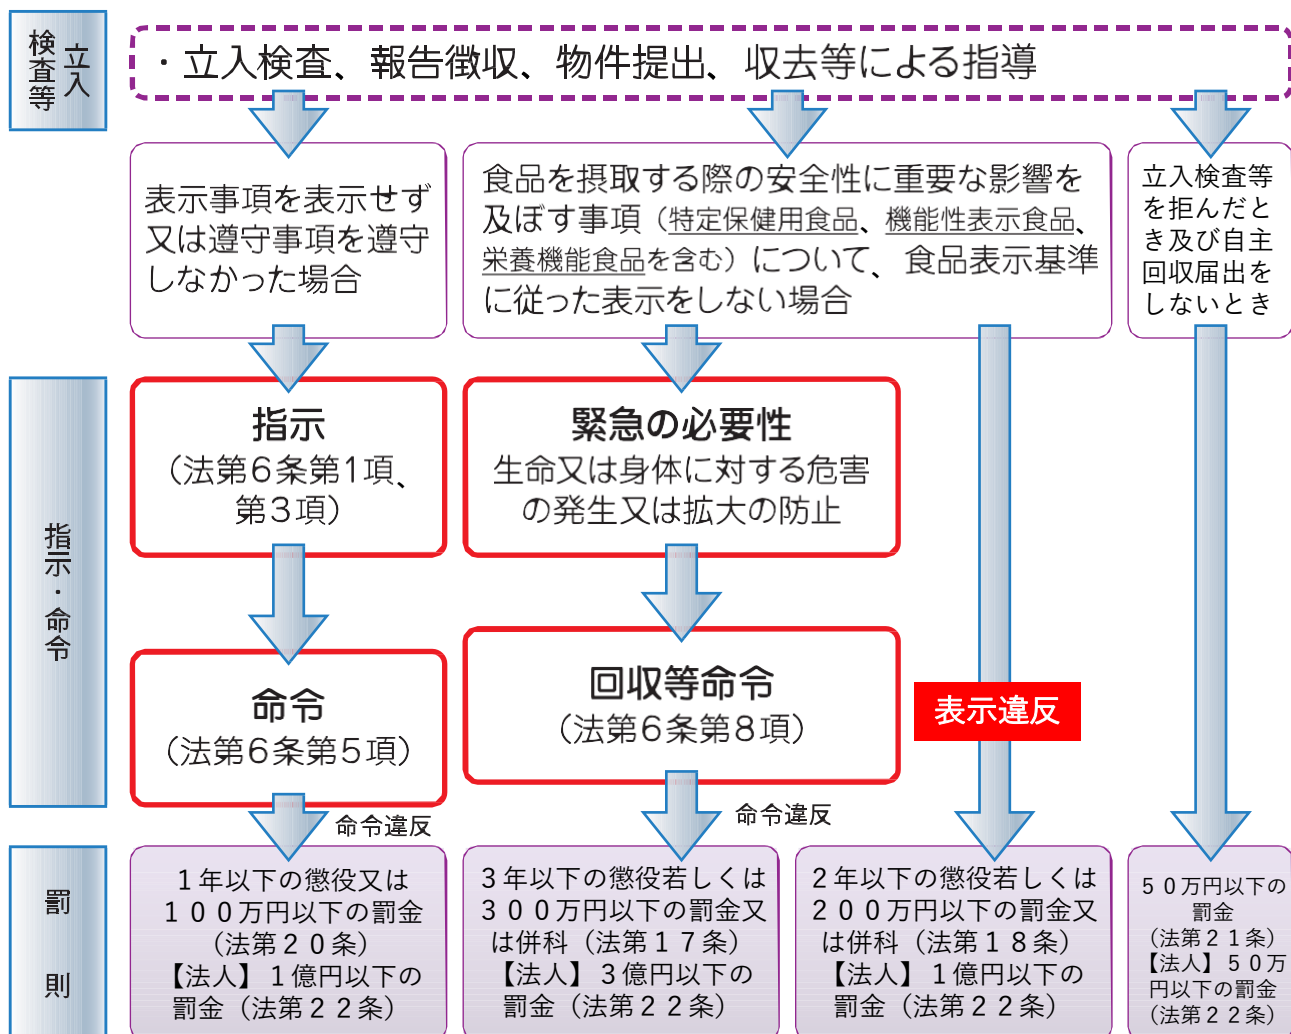 立入
検査等
・立入検査、報告徴収、物件提出、収去等による指導
表示事項を表示せず
又は遵守事項を遵守
しなかった場合
食品を摂取する際の安全性に重要な影響を
及ぼす事項（特定保健用食品、機能性表示食品、
栄養機能食品を含む）について、食品表示基準
に従った表示をしない場合
立入検査等
を拒んだと
き及び自主
回収届出を
しないとき
指示・命令
指示
（法第６条第１項、
第３項）
緊急の必要性
生命又は身体に対する危害
の発生又は拡大の防止
命令
（法第６条第５項）
回収等命令
（法第６条第８項）
表示違反
命令違反
命令違反
罰則
１年以下の懲役又は
１００万円以下の罰金
（法第２０条）
【法人】１億円以下の
罰金（法第２２条）
３年以下の懲役若しくは
３００万円以下の罰金又
は併科（法第１７条）
【法人】３億円以下の
罰金（法第２２条）
２年以下の懲役若しくは
２００万円以下の罰金又
は併科（法第１８条）
【法人】１億円以下の
罰金（法第２２条）
５０万円以下の
罰金
（法第２１条）
【法人】５０万
円以下の罰金
（法第２２条）